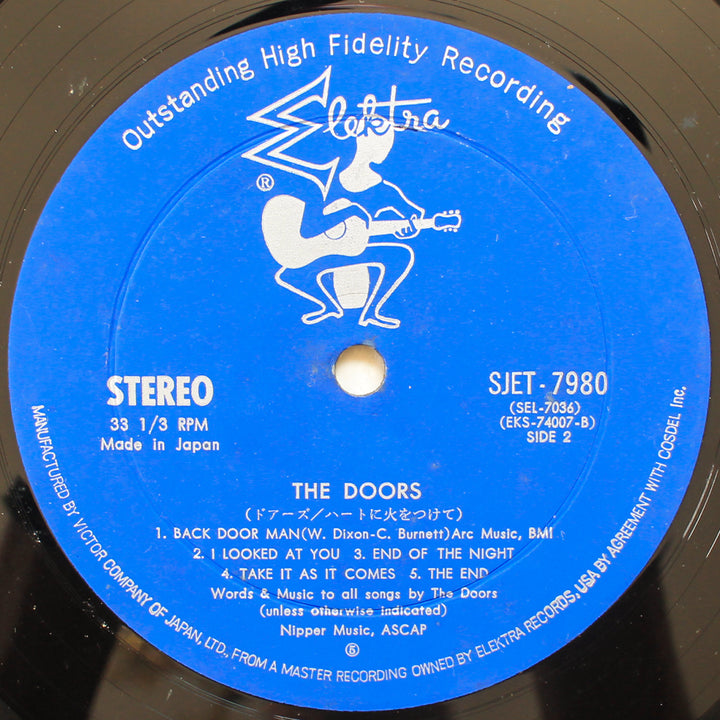 Outstanding High Fidelity Recording
Elektra
®
STEREO
33 1/3 RPM
Made in Japan
SJET-7980
(SEL-7036)
(EKS-74007-B)
SIDE 2
THE DOORS
(ドアーズ/ハートに火をつけて)
1. BACK DOOR MAN(W. Dixon-C. Burnett)Arc Music, BMI
2. I LOOKED AT YOU 3. END OF THE NIGHT
4. TAKE IT AS IT COMES 5. THE END
Words & Music to all songs by The Doors
(unless otherwise indicated)
Nipper Music, ASCAP
⑤
MANUFACTURED BY VICTOR COMPANY OF JAPAN, LTD., FROM A MASTER RECORDING OWNED BY ELEKTRA RECORDS, USA BY AGREEMENT WITH COSDEL Inc.